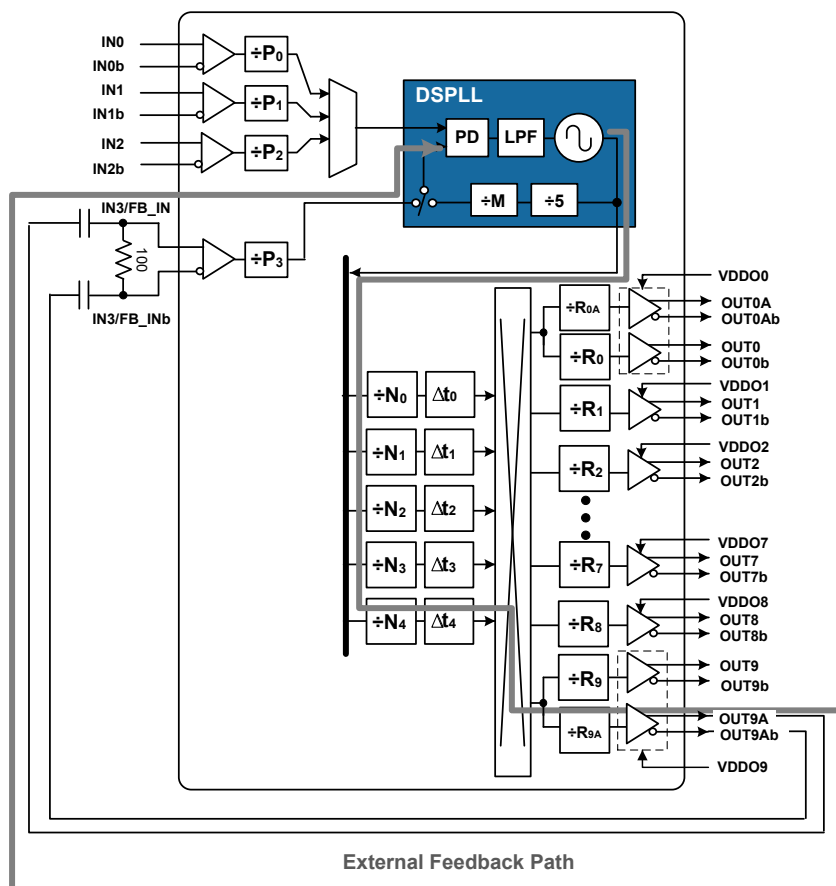 IN0
IN0b
÷P0
IN1
IN1b
÷P1
IN2
IN2b
÷P2
DSPLL
PD
LPF
÷M
÷5
IN3/FB_IN
100
÷P3
IN3/FB_INb
VDDO0
÷R0A
OUT0A
OUT0Ab
÷R0
OUT0
OUT0b
VDDO1
÷N0
Δt0
÷R1
OUT1
OUT1b
VDDO2
÷N1
Δt1
÷R2
OUT2
OUT2b
÷N2
Δt2
VDDO7
÷N3
Δt3
÷R7
OUT7
OUT7b
VDDO8
÷N4
Δt4
÷R8
OUT8
OUT8b
÷R9
OUT9
OUT9b
÷R9A
OUT9A
OUT9Ab
VDDO9
External Feedback Path